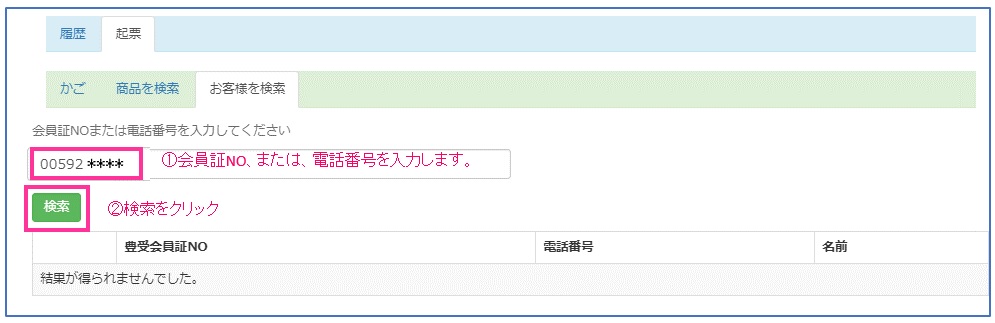 履歴 起票
かご 商品を検索 お客様を検索
会員証NOまたは電話番号を入力してください
00592 **** ①会員証NO、または、電話番号を入力します。
検索 ②検索をクリック
豊受会員証NO 電話番号 名前
結果が得られませんでした。